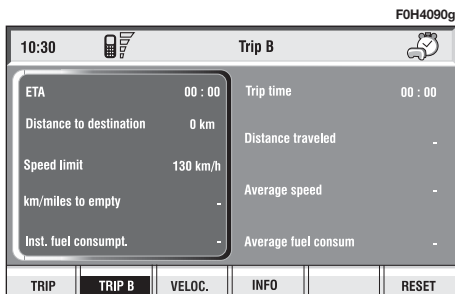 F0H4090g
10:30 Trip B
ETA 00 : 00
Distance to destination 0 km
Speed limit 130 km/h
km/miles to empty -
Inst. fuel consumpt. -
Trip time 00 : 00
Distance traveled -
Average speed -
Average fuel consum -
TRIP TRIP B VELOC. INFO RESET